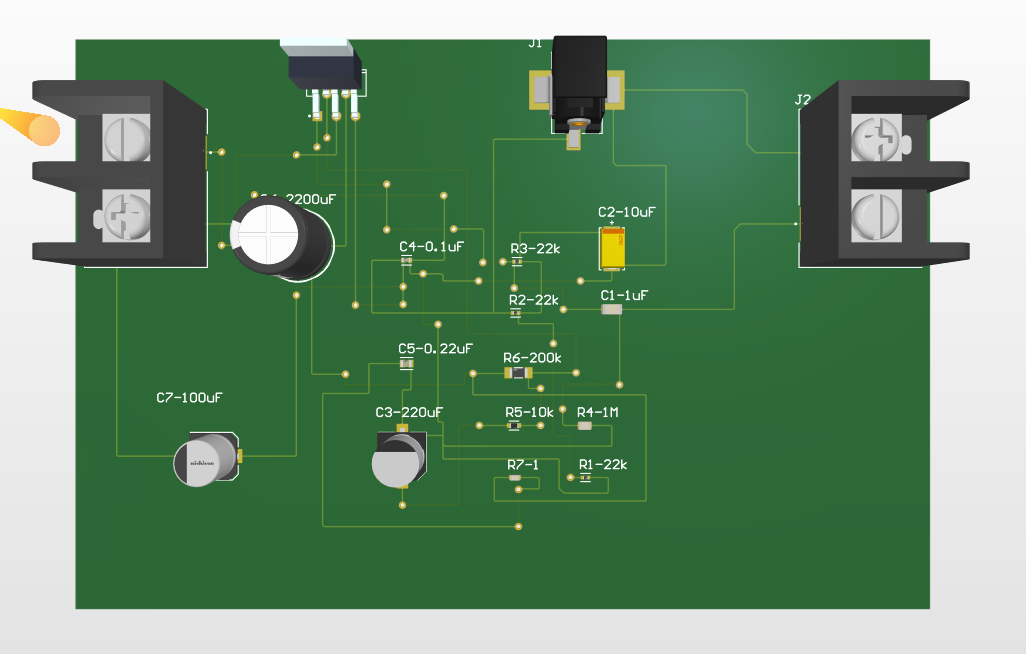 J1
J2
2200uF
C2-10uF
C4-0.1uF
R3-22k
R2-22k
C1-1uF
C5-0.22uF
R6-200k
C7-100uF
C3-220uF
R5-10k
R4-1M
R7-1
R1-22k
nichicon